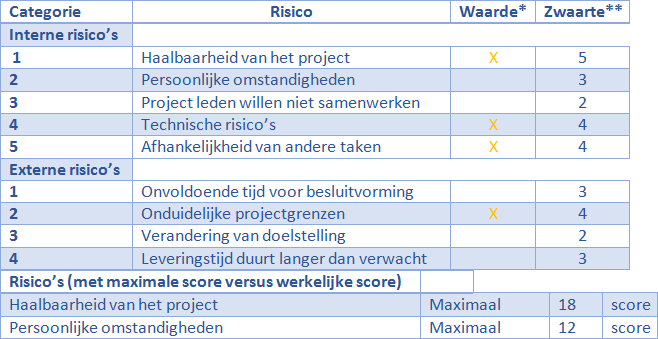 Categorie Risico Waarde* Zwaarte**
Interne risico's
1 Haalbaarheid van het project X 5
2 Persoonlijke omstandigheden 3
3 Project leden willen niet samenwerken 2
4 Technische risico's X 4
5 Afhankelijkheid van andere taken X 4
Externe risico's
1 Onvoldoende tijd voor besluitvorming 3
2 Onduidelijke projectgrenzen X 4
3 Verandering van doelstelling 2
4 Leveringstijd duurt langer dan verwacht 3
Risico's (met maximale score versus werkelijke score)
Haalbaarheid van het project Maximaal 18 score
Persoonlijke omstandigheden Maximaal 12 score